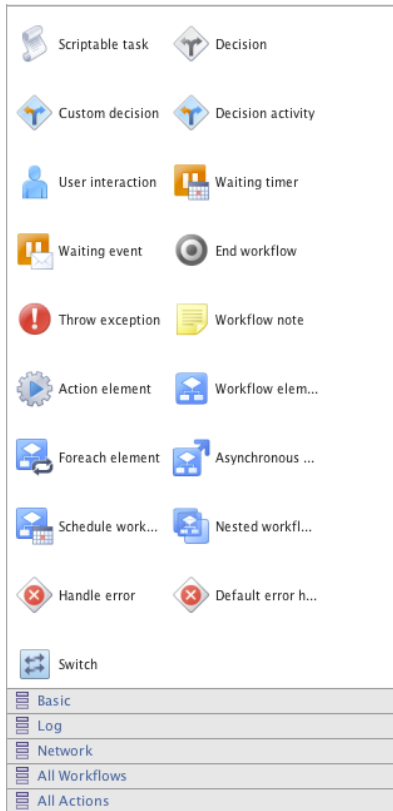 Scriptable task
Decision
Custom decision
Decision activity
User interaction
Waiting timer
Waiting event
End workflow
Throw exception
Workflow note
Action element
Workflow elem...
Foreach element
Asynchronous ...
Schedule work...
Nested workfl...
Handle error
Default error h...
Switch
Basic
Log
Network
All Workflows
All Actions